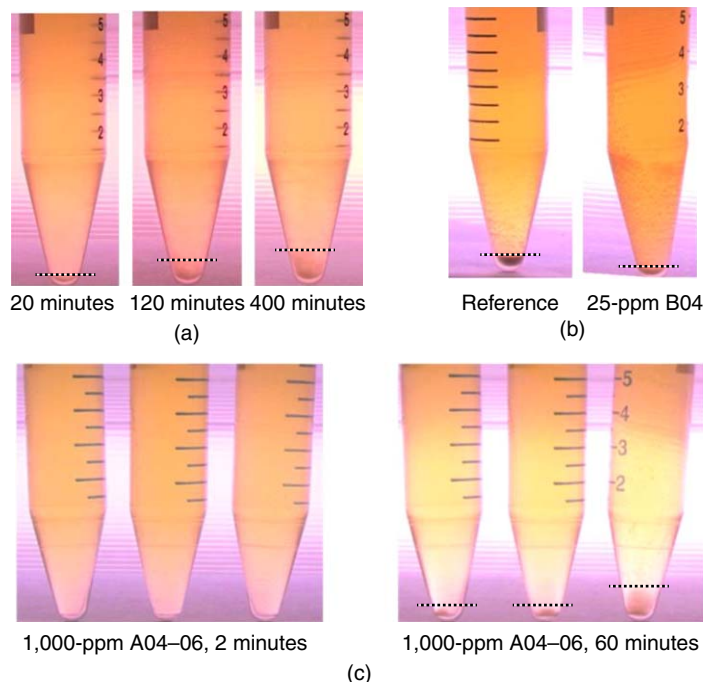 5
4
3
2
5
4
3
2
5
4
3
2
5
4
3
2
20 minutes
120 minutes
400 minutes
(a)
Reference
25-ppm B04
(b)
5
4
3
2
1,000-ppm A04–06, 2 minutes
1,000-ppm A04–06, 60 minutes
(c)